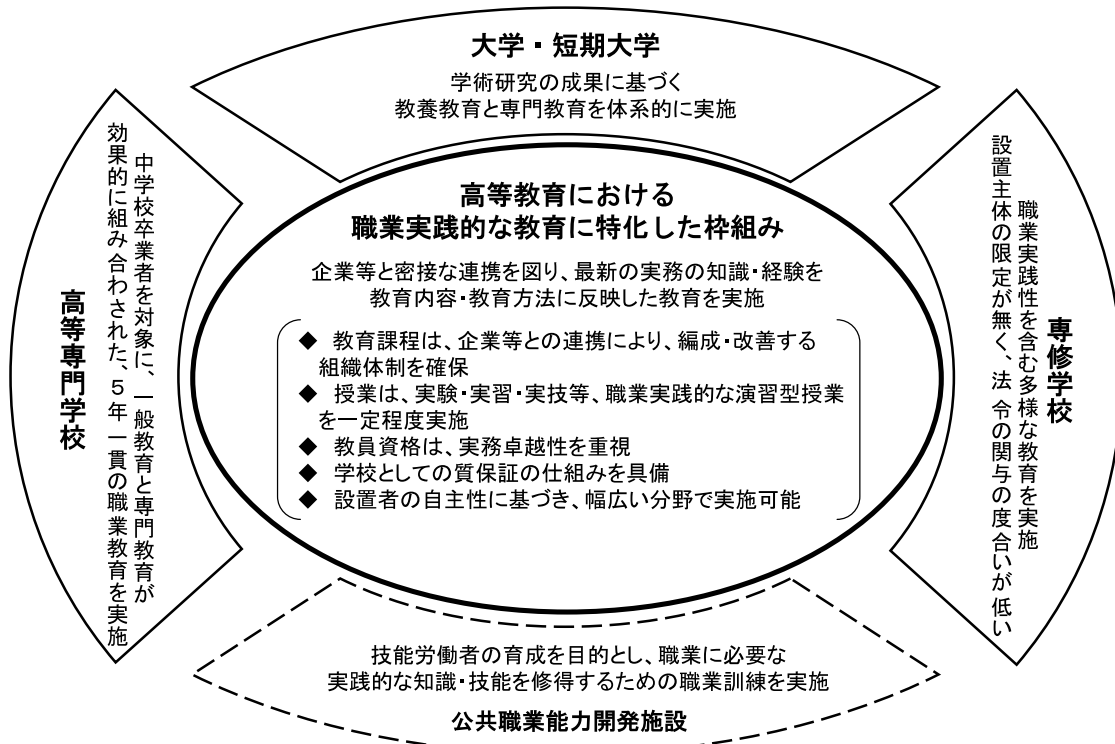 大学・短期大学
学術研究の成果に基づく
教養教育と専門教育を体系的に実施
高等教育における
職業実践的な教育に特化した枠組み
企業等と密接な連携を図り、最新の実務の知識・経験を
教育内容・教育方法に反映した教育を実施
◆ 教育課程は、企業等との連携により、編成・改善する
組織体制を確保
◆ 授業は、実験・実習・実技等、職業実践的な演習型授業
を一定程度実施
◆ 教員資格は、実務卓越性を重視
◆ 学校としての質保証の仕組みを具備
◆ 設置者の自主性に基づき、幅広い分野で実施可能
専修学校
職業実践性を含む多様な教育を実施
設置主体の限定が無く、法令の関与の度合いが低い
中学校卒業者を対象に、一般教育と専門教育が
効果的に組み合わされた、5年一貫の職業教育を実施
高等専門学校
技能労働者の育成を目的とし、職業に必要な
実践的な知識・技能を修得するための職業訓練を実施
公共職業能力開発施設